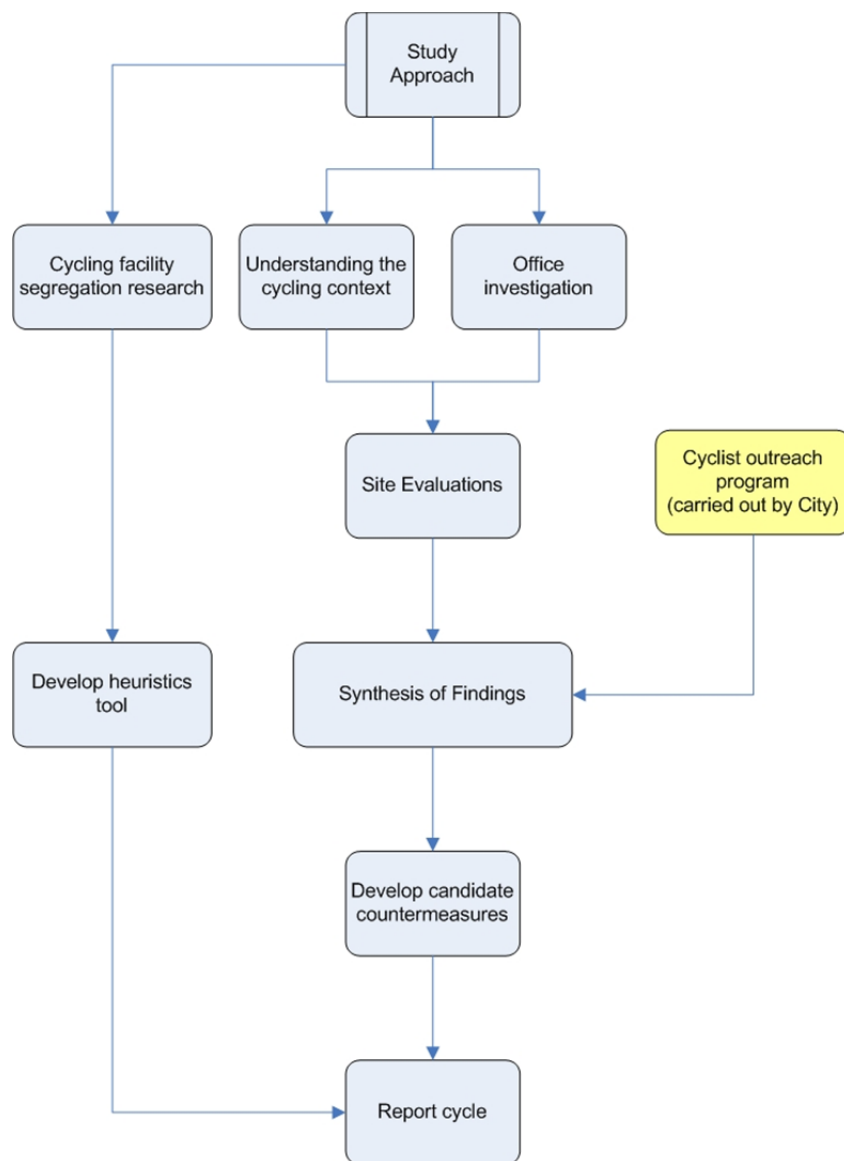 Study
Approach
Cycling facility
segregation research
Understanding the
cycling context
Office
investigation
Site Evaluations
Cyclist outreach
program
(carried out by City)
Develop heuristics
tool
Synthesis of Findings
Develop candidate
countermeasures
Report cycle